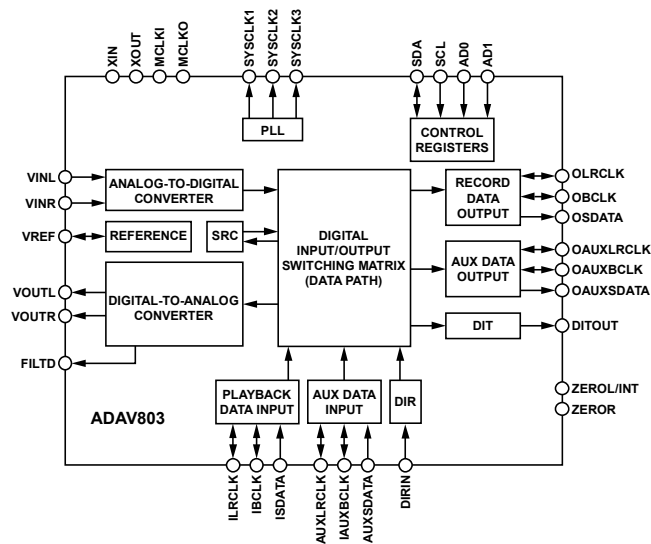 XIN
XOUT
MCLKI
MCLKO
SYSCLK1
SYSCLK2
SYSCLK3
SDA
SCL
AD0
AD1
PLL
CONTROL
REGISTERS
VINL
VINR
VREF
VOUTL
VOUTR
FILTD
ANALOG-TO-DIGITAL
CONVERTER
REFERENCE
SRC
DIGITAL-TO-ANALOG
CONVERTER
DIGITAL
INPUT/OUTPUT
SWITCHING MATRIX
(DATA PATH)
RECORD
DATA
OUTPUT
AUX DATA
OUTPUT
DIT
OLRCLK
OBCLK
OSDATA
OAUXLRCLK
OAUXBCLK
OAUXSDATA
DITOUT
ZEROL/INT
ZEROR
PLAYBACK
DATA INPUT
AUX DATA
INPUT
DIR
ADAV803
ILRCLK
IBCLK
ISDATA
AUXLRCLK
IAUXBCLK
AUXSDATA
DIRIN